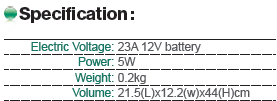 Specification:
Electric Voltage: 23A 12V battery
Power: 5W
Weight: 0.2kg
Volume: 21.5(L)x12.2(w)x44(H)cm